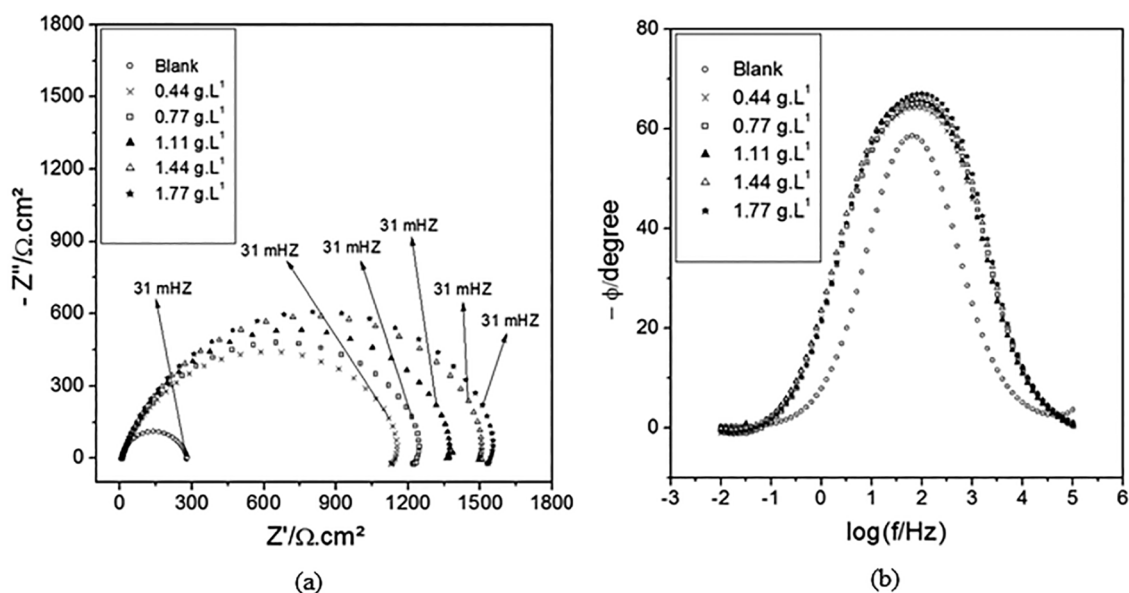 1800
1500
1200
900
600
300
0
- Z''/Ω.cm²
Blank
0.44 g.L¹
0.77 g.L¹
1.11 g.L¹
1.44 g.L¹
1.77 g.L¹
31 mHZ
31 mHZ
31 mHZ
31 mHZ
31 mHZ
31 mHZ
0 300 600 900 1200 1500 1800
Z'/Ω.cm²
(a)
80
60
40
20
0
− ϕ/degree
Blank
0.44 g.L¹
0.77 g.L¹
1.11 g.L¹
1.44 g.L¹
1.77 g.L¹
-3 -2 -1 0 1 2 3 4 5 6
log(f/Hz)
(b)